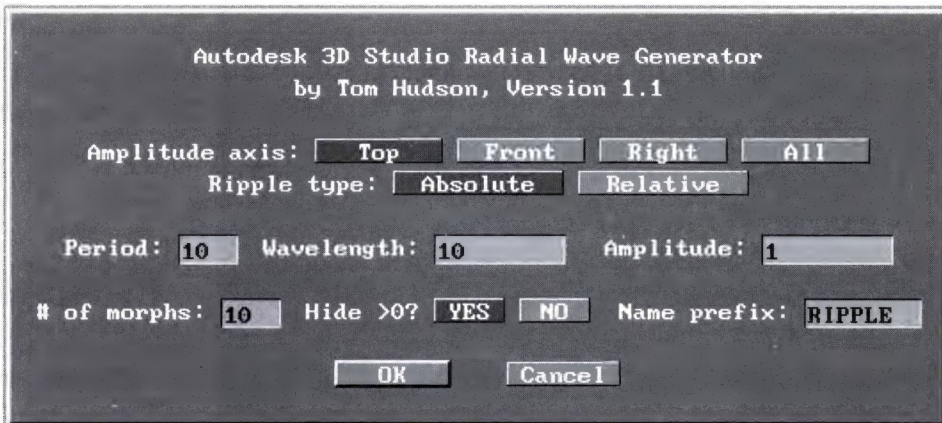 Autodesk 3D Studio Radial Wave Generator
by Tom Hudson, Version 1.1
Amplitude axis: Top Front Right All
Ripple type: Absolute Relative
Period: 10 Wavelength: 10 Amplitude: 1
# of morphs: 10 Hide >0? YES NO Name prefix: RIPPLE
OK Cancel